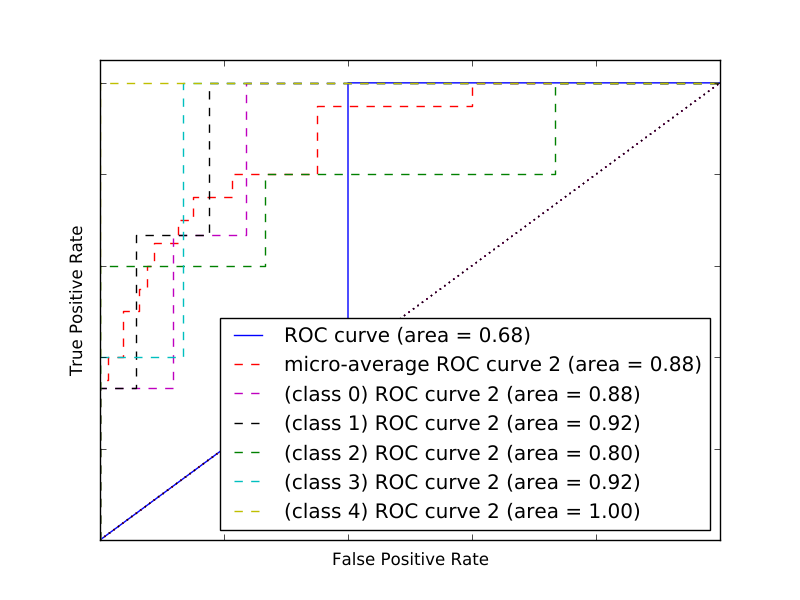 True Positive Rate
ROC curve (area = 0.68)
micro-average ROC curve 2 (area = 0.88)
(class 0) ROC curve 2 (area = 0.88)
(class 1) ROC curve 2 (area = 0.92)
(class 2) ROC curve 2 (area = 0.80)
(class 3) ROC curve 2 (area = 0.92)
(class 4) ROC curve 2 (area = 1.00)
False Positive Rate